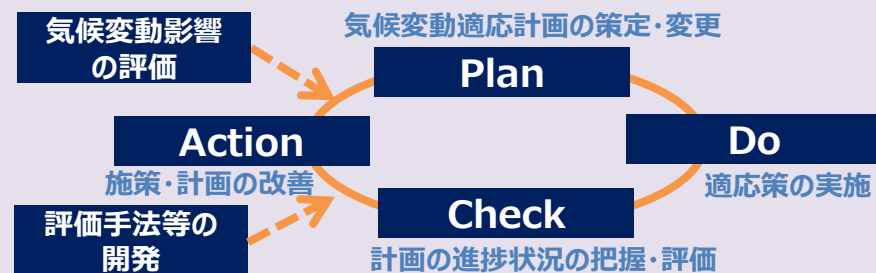 気候変動影響
の評価
気候変動適応計画の策定･変更
Plan
Action
施策･計画の改善
Do
適応策の実施
評価手法等の
開発
Check
計画の進捗状況の把握･評価